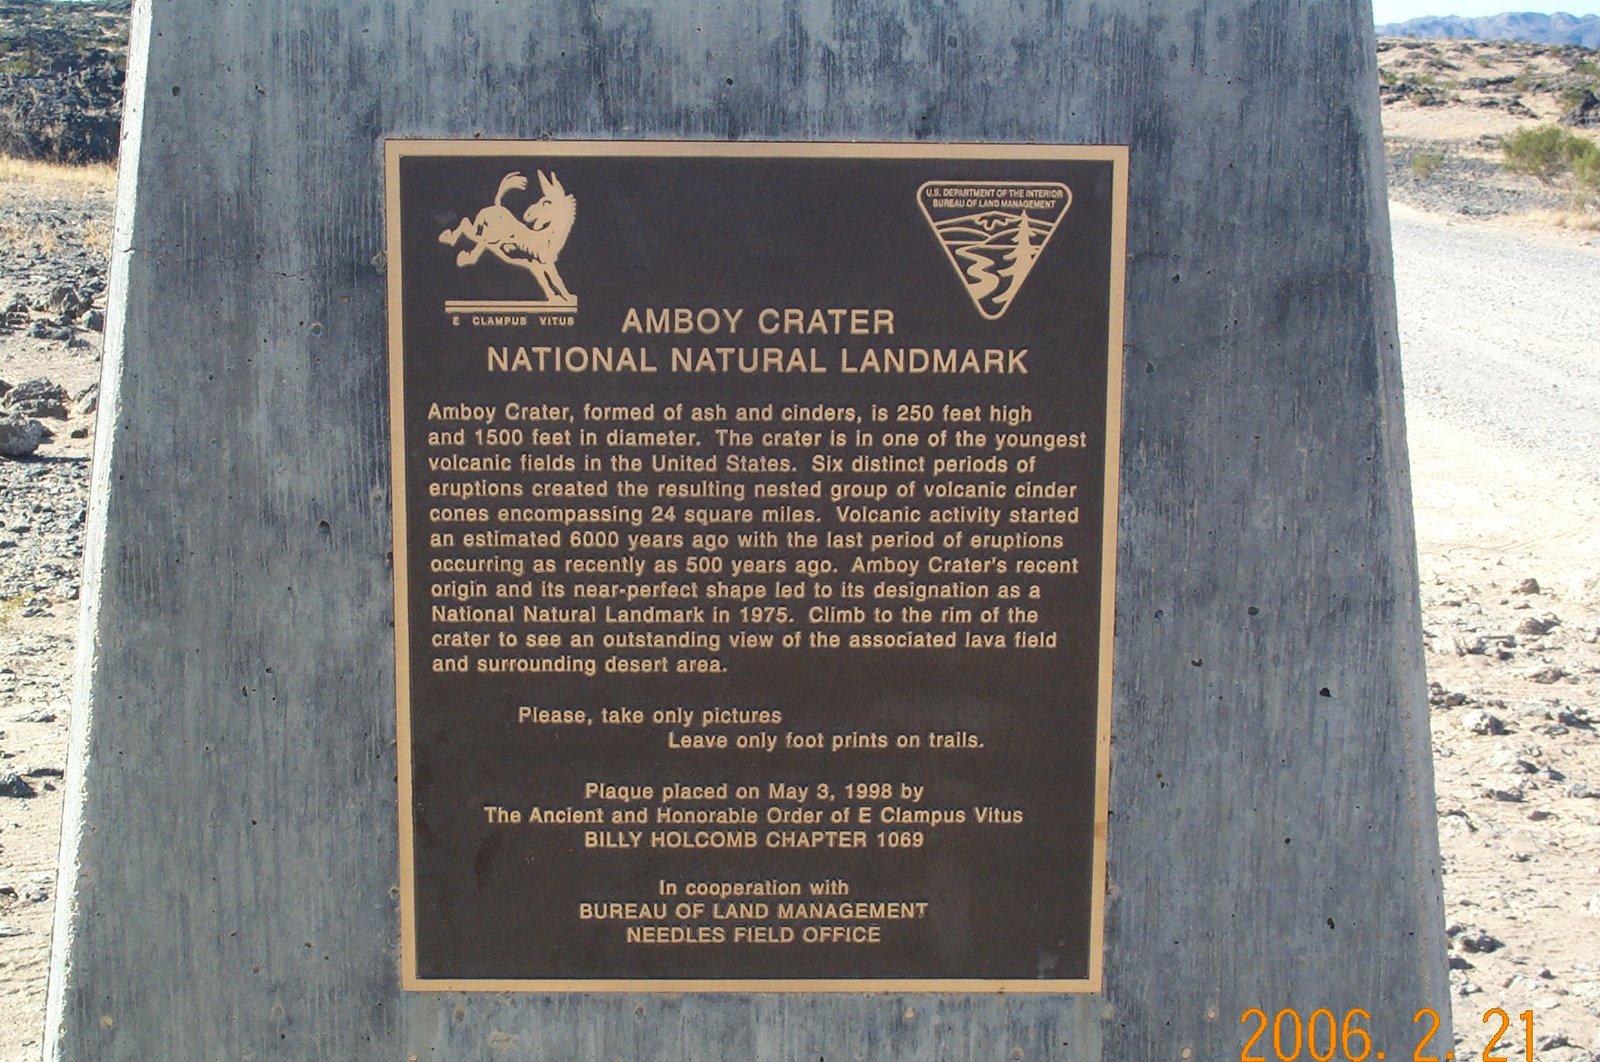 U.S. DEPARTMENT OF THE INTERIOR
BUREAU OF LAND MANAGEMENT
E CLAMPUS VITUS
AMBOY CRATER
NATIONAL NATURAL LANDMARK
Amboy Crater, formed of ash and cinders, is 250 feet high
and 1500 feet in diameter. The crater is in one of the youngest
volcanic fields in the United States. Six distinct periods of
eruptions created the resulting nested group of volcanic cinder
cones encompassing 24 square miles. Volcanic activity started
an estimated 6000 years ago with the last period of eruptions
occurring as recently as 500 years ago. Amboy Crater's recent
origin and its near-perfect shape led to its designation as a
National Natural Landmark in 1975. Climb to the rim of the
crater to see an outstanding view of the associated lava field
and surrounding desert area.
Please, take only pictures
Leave only foot prints on trails.
Plaque placed on May 3, 1998 by
The Ancient and Honorable Order of E Clampus Vitus
BILLY HOLCOMB CHAPTER 1069
In cooperation with
BUREAU OF LAND MANAGEMENT
NEEDLES FIELD OFFICE
2006. 2. 21